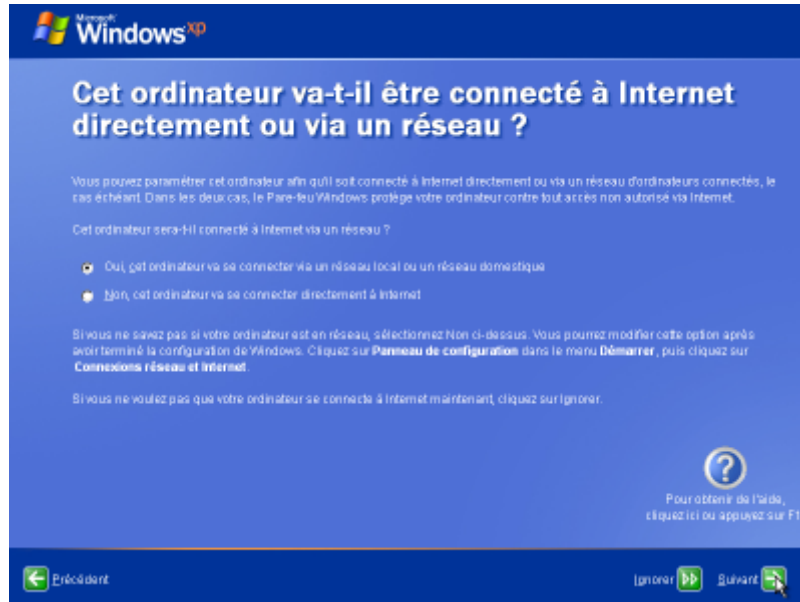 Microsoft
Windows xp
Cet ordinateur va-t-il être connecté à Internet
directement ou via un réseau ?
Vous pouvez paramétrer cet ordinateur afin qu'il soit connecté à Internet directement ou via un réseau d'ordinateurs connectés, le
cas échéant. Dans les deux cas, le Pare-feu Windows protège votre ordinateur contre tout accès non autorisé via Internet.
Cet ordinateur sera-t-il connecté à Internet via un réseau ?
Oui, cet ordinateur va se connecter via un réseau local ou un réseau domestique
Non, cet ordinateur va se connecter directement à Internet
Si vous ne savez pas si votre ordinateur est en réseau, sélectionnez Non ci-dessus. Vous pourrez modifier cette option après
avoir terminé la configuration de Windows. Cliquez sur Panneau de configuration dans le menu Démarrer, puis cliquez sur
Connexions réseau et Internet.
Si vous ne voulez pas que votre ordinateur se connecte à Internet maintenant, cliquez sur Ignorer.
Pour obtenir de l'aide,
cliquez ici ou appuyez sur F1
Précédent
Ignorer
Suivant